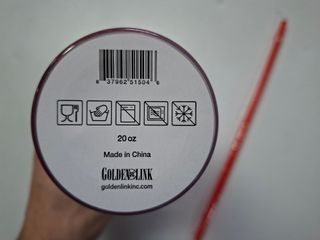 8 37962 51504 6
20 oz
Made in China
GOLDEN LINK
goldenlinkinc.com